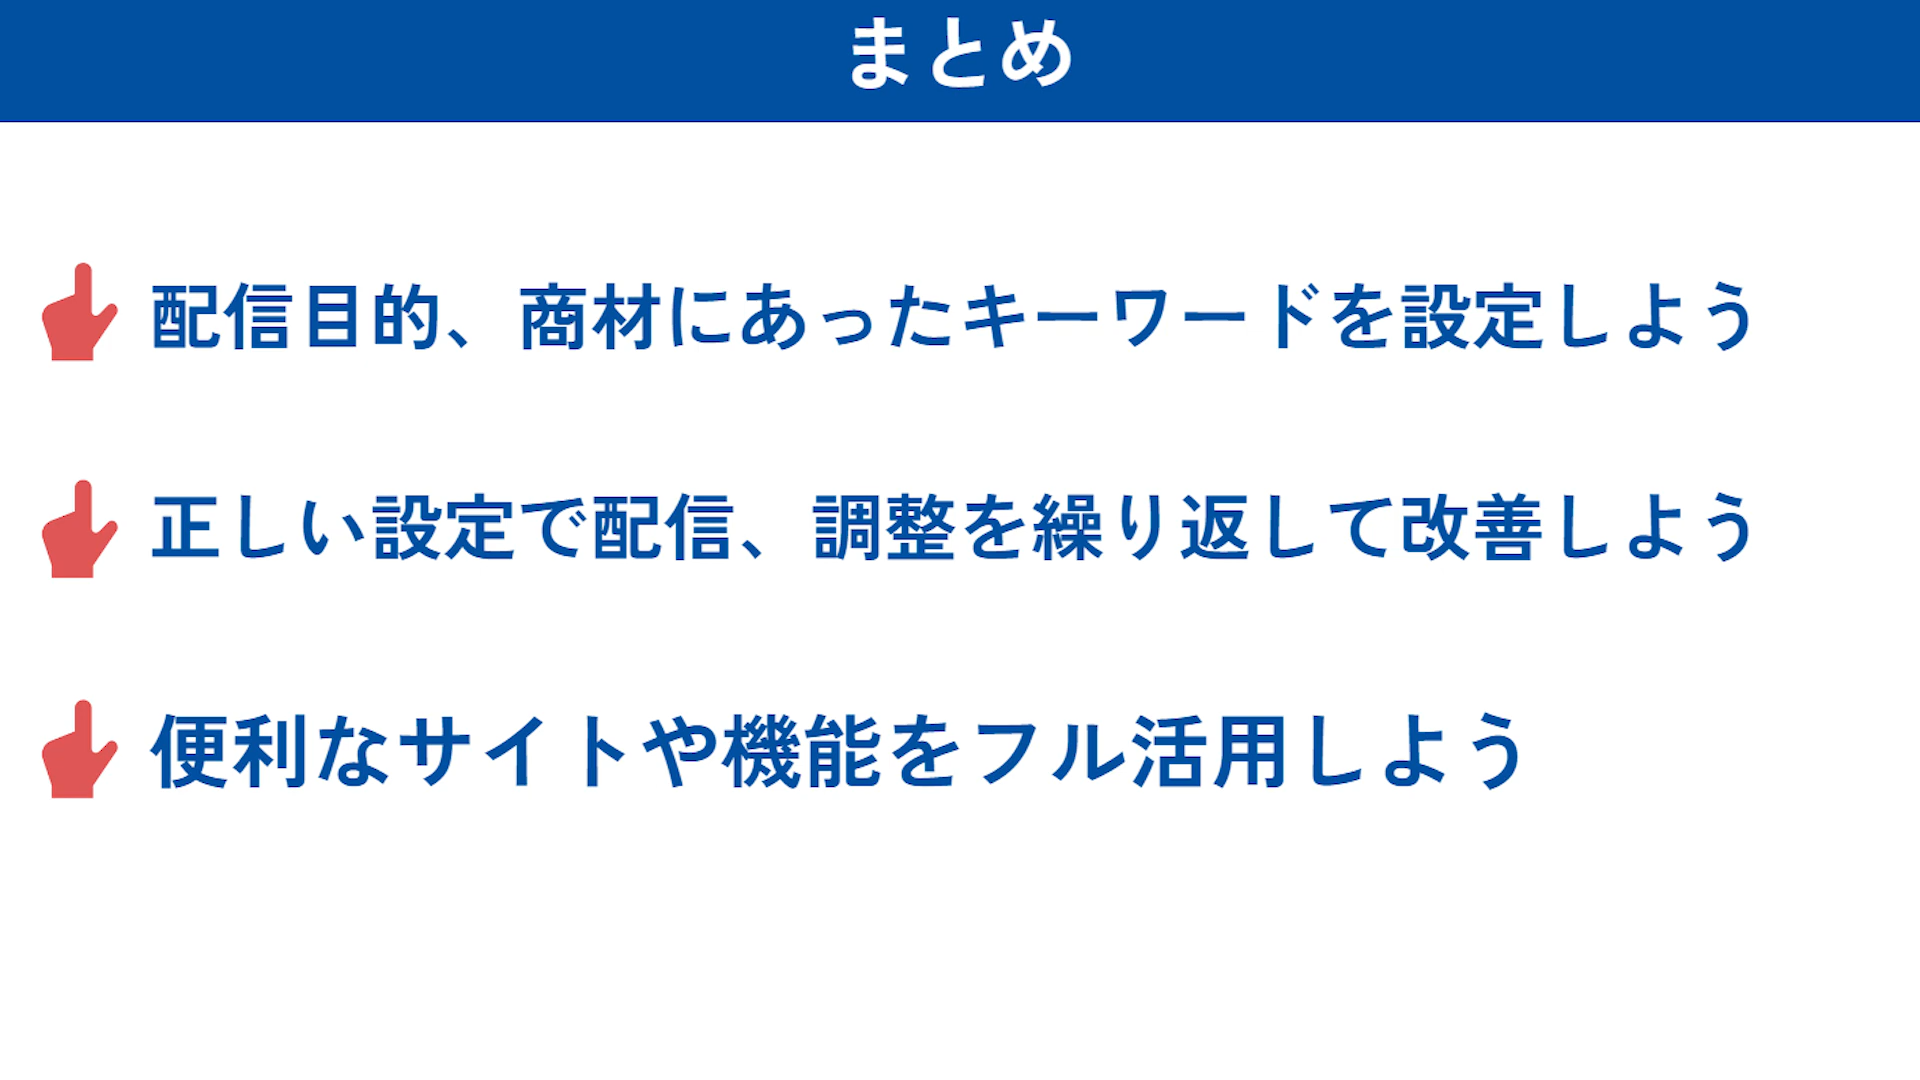 まとめ
配信目的、商材にあったキーワードを設定しよう
正しい設定で配信、調整を繰り返して改善しよう
便利なサイトや機能をフル活用しよう